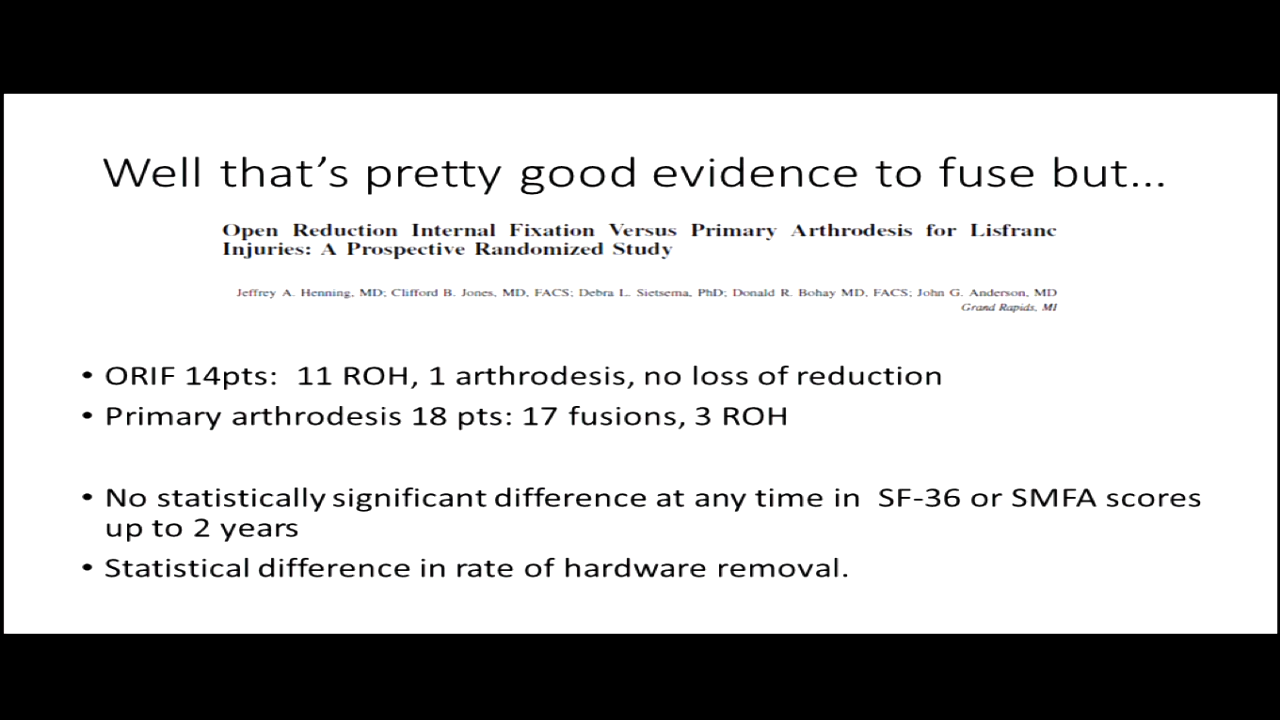 Well that’s pretty good evidence to fuse but...
Open Reduction Internal Fixation Versus Primary Arthrodesis for Lisfranc
Injuries: A Prospective Randomized Study
Jeffrey A. Henning, MD; Clifford B. Jones, MD, FACS; Debra L. Sietsema, PhD; Donald R. Bohay MD, FACS; John G. Anderson, MD
Grand Rapids, MI
• ORIF 14pts: 11 ROH, 1 arthrodesis, no loss of reduction
• Primary arthrodesis 18 pts: 17 fusions, 3 ROH
• No statistically significant difference at any time in SF-36 or SMFA scores
up to 2 years
• Statistical difference in rate of hardware removal.